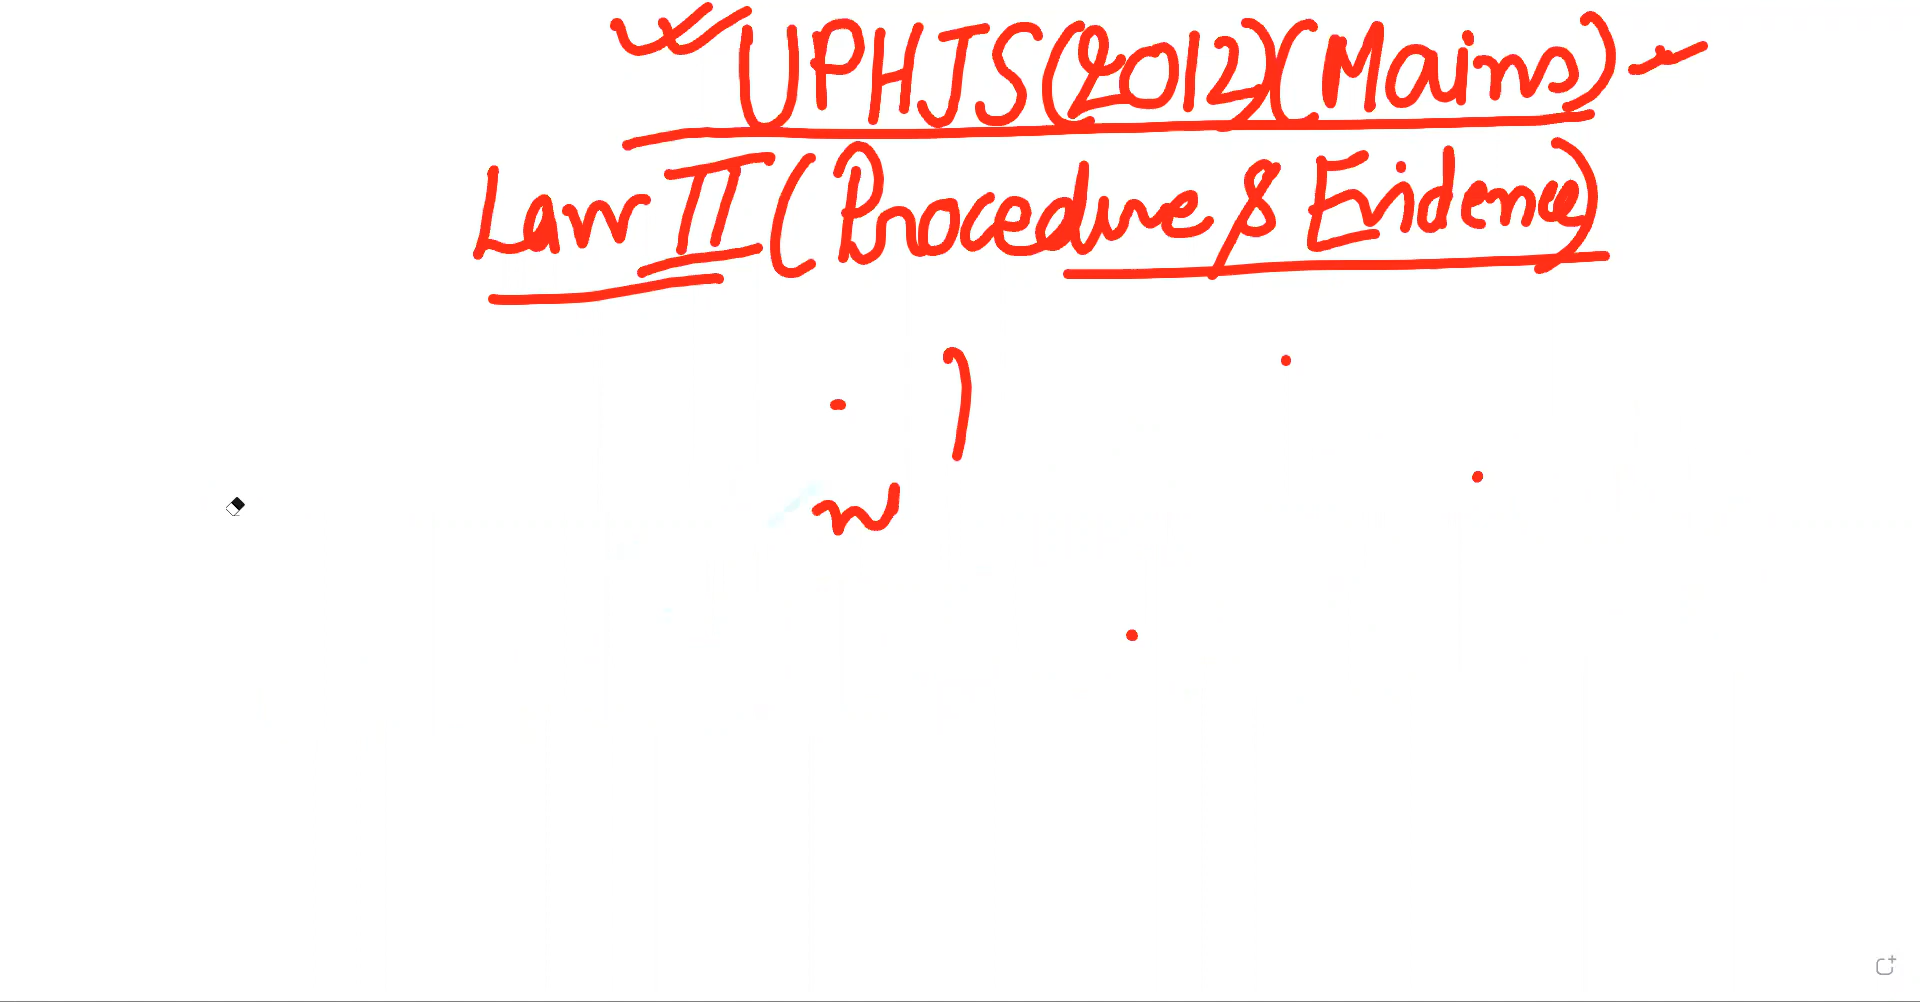 UPHJS(2012)(Mains)
Law II (Procedure & Evidence)